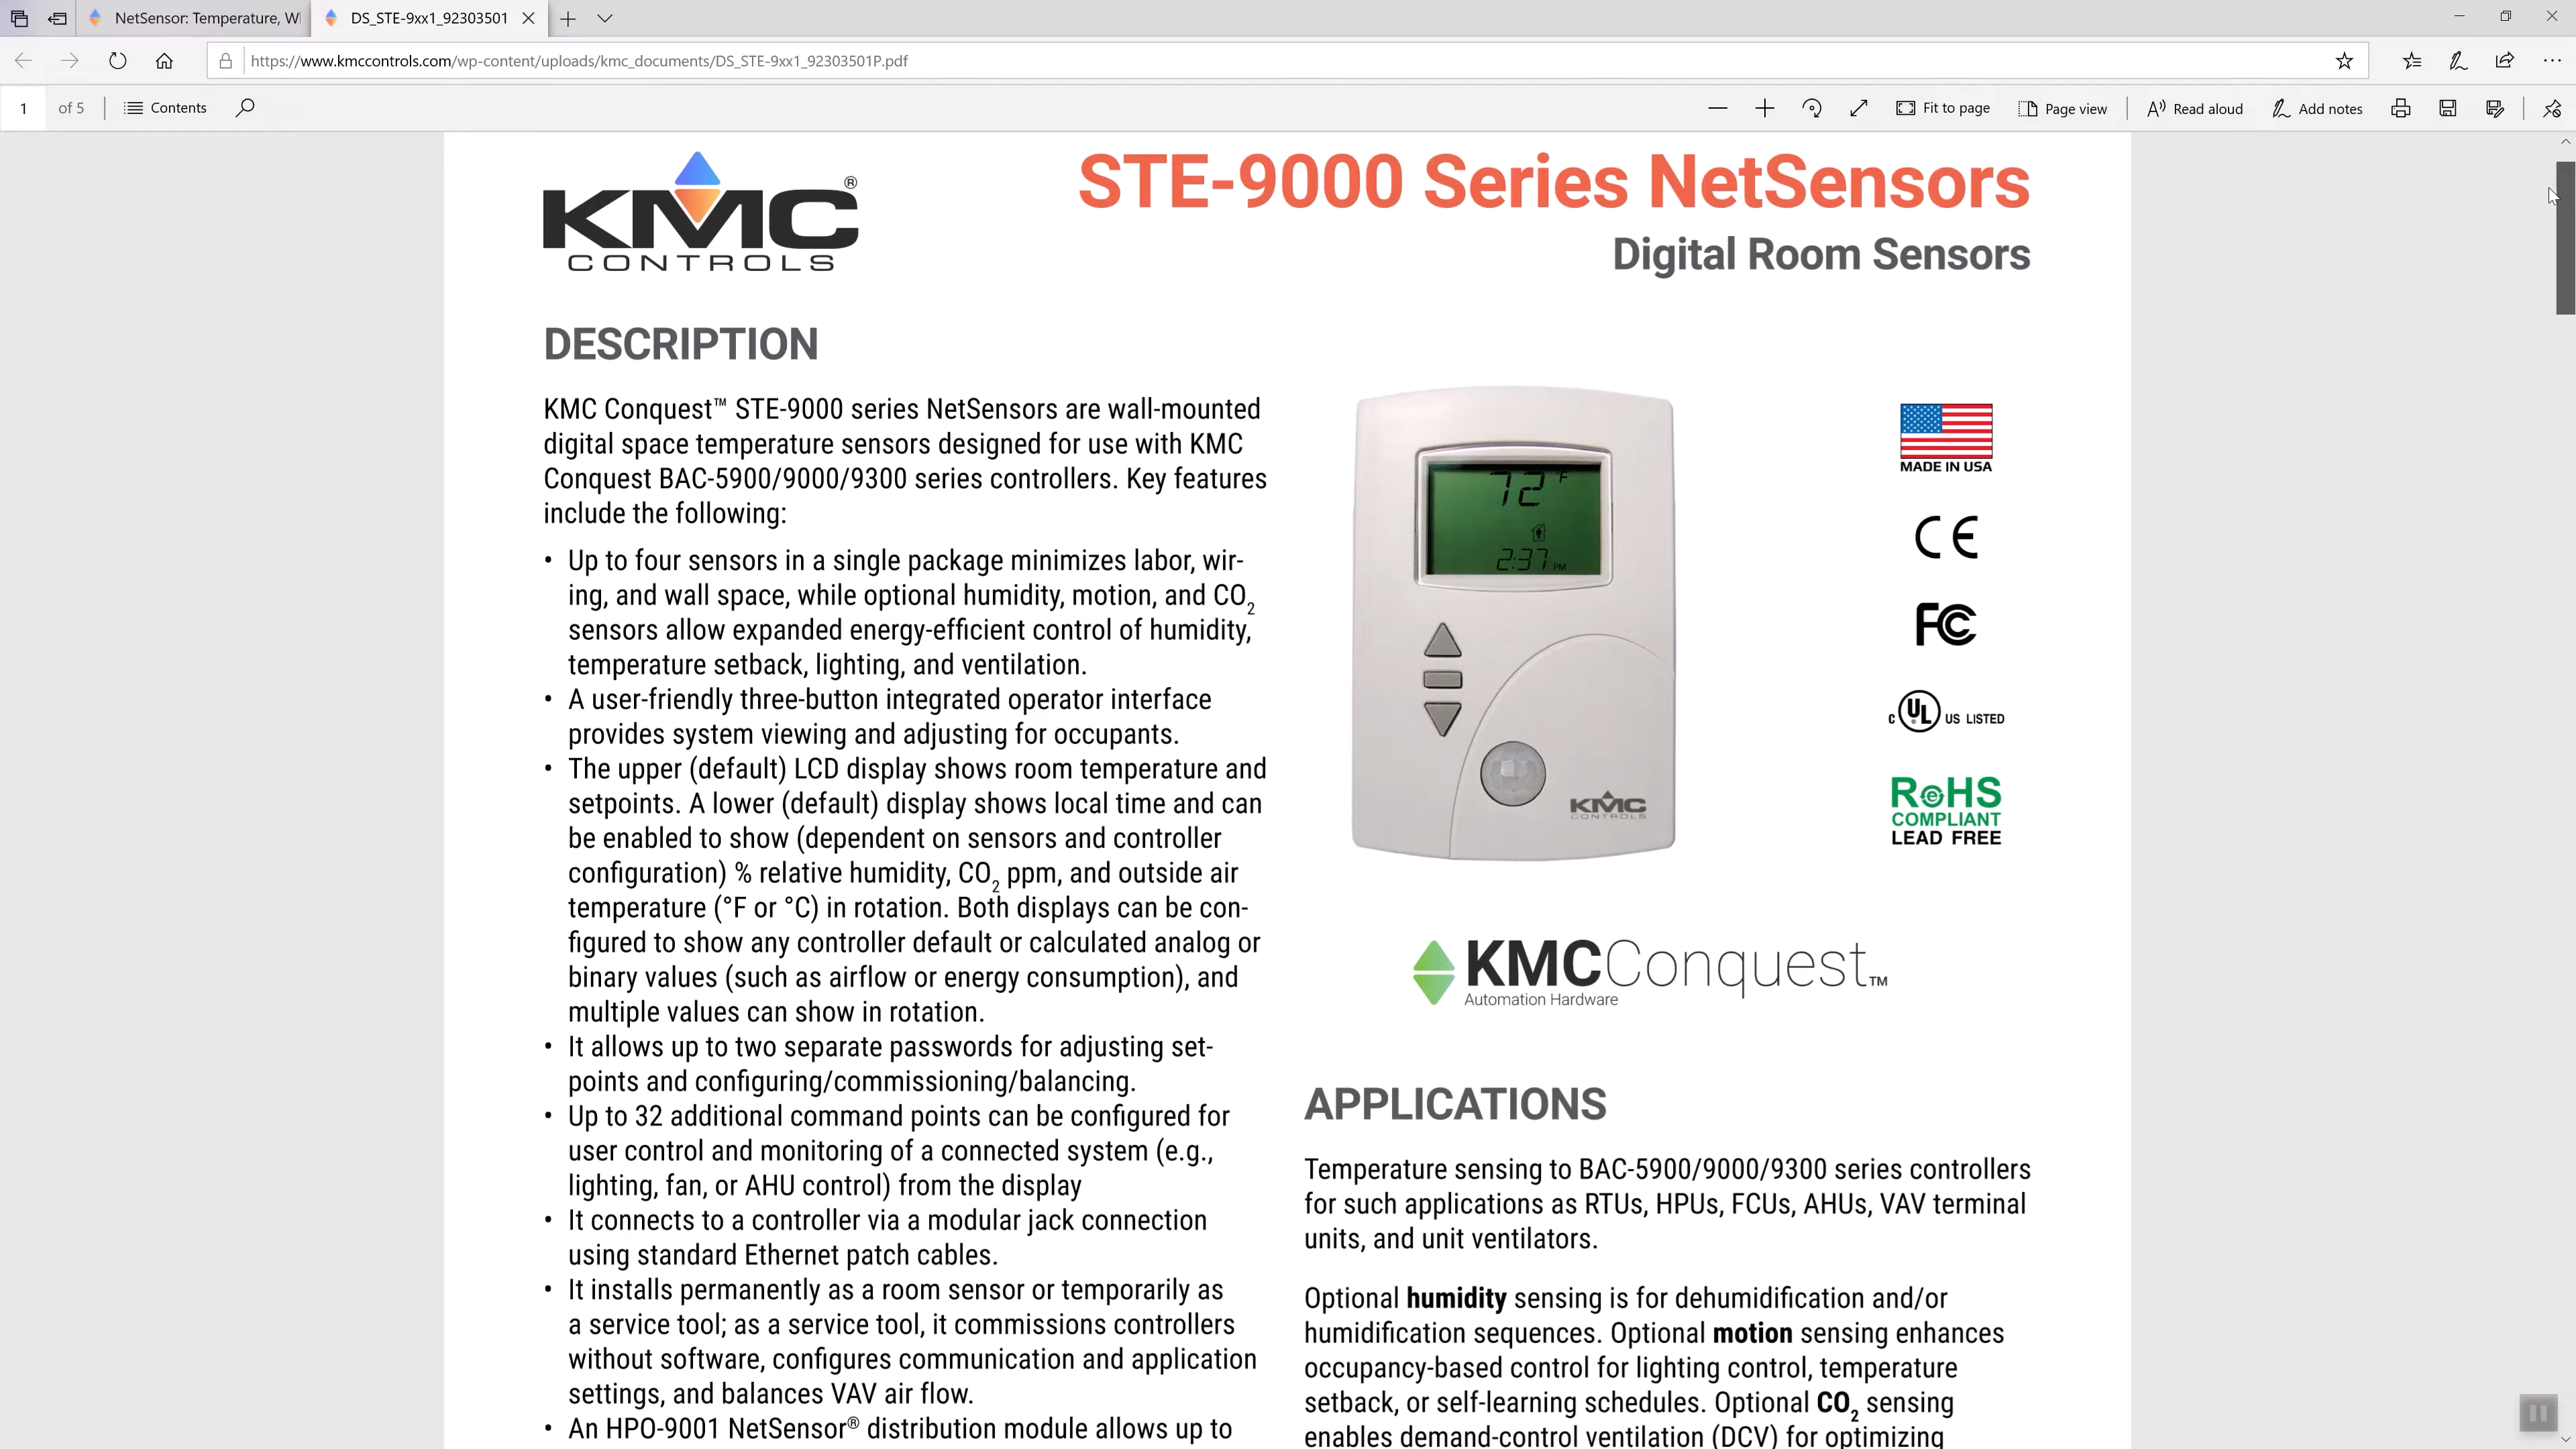 NetSensor: Temperature, W
DS_STE-9xx1_92303501
https://www.kmccontrols.com/wp-content/uploads/kmc_documents/DS_STE-9xx1_92303501P.pdf
1 of 5 Contents Fit to page Page view Read aloud Add notes
KMC®
CONTROLS
STE-9000 Series NetSensors
Digital Room Sensors
DESCRIPTION
KMC Conquest™ STE-9000 series NetSensors are wall-mounted
digital space temperature sensors designed for use with KMC
Conquest BAC-5900/9000/9300 series controllers. Key features
include the following:
• Up to four sensors in a single package minimizes labor, wir-
ing, and wall space, while optional humidity, motion, and CO2
sensors allow expanded energy-efficient control of humidity,
temperature setback, lighting, and ventilation.
• A user-friendly three-button integrated operator interface
provides system viewing and adjusting for occupants.
• The upper (default) LCD display shows room temperature and
setpoints. A lower (default) display shows local time and can
be enabled to show (dependent on sensors and controller
configuration) % relative humidity, CO2 ppm, and outside air
temperature (°F or °C) in rotation. Both displays can be con-
figured to show any controller default or calculated analog or
binary values (such as airflow or energy consumption), and
multiple values can show in rotation.
• It allows up to two separate passwords for adjusting set-
points and configuring/commissioning/balancing.
• Up to 32 additional command points can be configured for
user control and monitoring of a connected system (e.g.,
lighting, fan, or AHU control) from the display
• It connects to a controller via a modular jack connection
using standard Ethernet patch cables.
• It installs permanently as a room sensor or temporarily as
a service tool; as a service tool, it commissions controllers
without software, configures communication and application
settings, and balances VAV air flow.
• An HPO-9001 NetSensor® distribution module allows up to
72 °F
2:37 PM
KMC
CONTROLS
MADE IN USA
CE
FC
C UL® US LISTED
RoHS
COMPLIANT
LEAD FREE
KMCConquest™
Automation Hardware
APPLICATIONS
Temperature sensing to BAC-5900/9000/9300 series controllers
for such applications as RTUs, HPUs, FCUs, AHUs, VAV terminal
units, and unit ventilators.
Optional humidity sensing is for dehumidification and/or
humidification sequences. Optional motion sensing enhances
occupancy-based control for lighting control, temperature
setback, or self-learning schedules. Optional CO2 sensing
enables demand-control ventilation (DCV) for optimizing